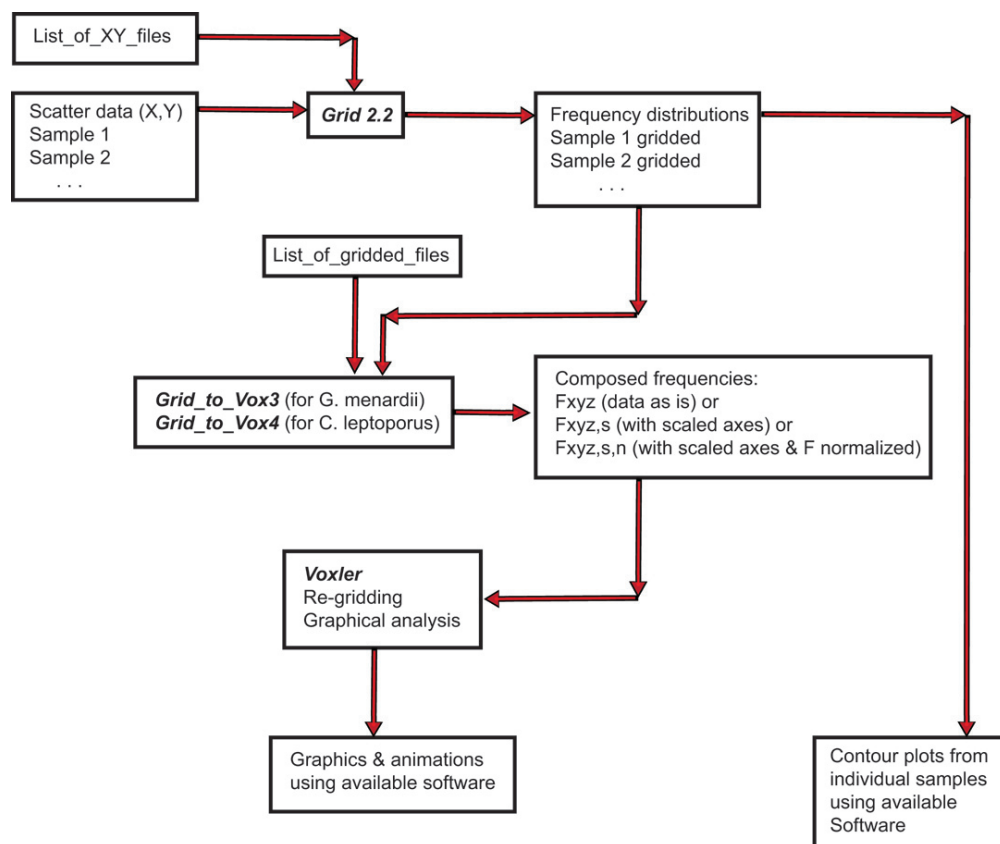 List_of_XY_files
Scatter data (X,Y)
Sample 1
Sample 2
. . .
Grid 2.2
Frequency distributions
Sample 1 gridded
Sample 2 gridded
. . .
List_of_gridded_files
Grid_to_Vox3 (for G. menardii)
Grid_to_Vox4 (for C. leptoporus)
Composed frequencies:
Fxyz (data as is) or
Fxyz,s (with scaled axes) or
Fxyz,s,n (with scaled axes & F normalized)
Voxler
Re-gridding
Graphical analysis
Graphics & animations
using available software
Contour plots from
individual samples
using available
Software